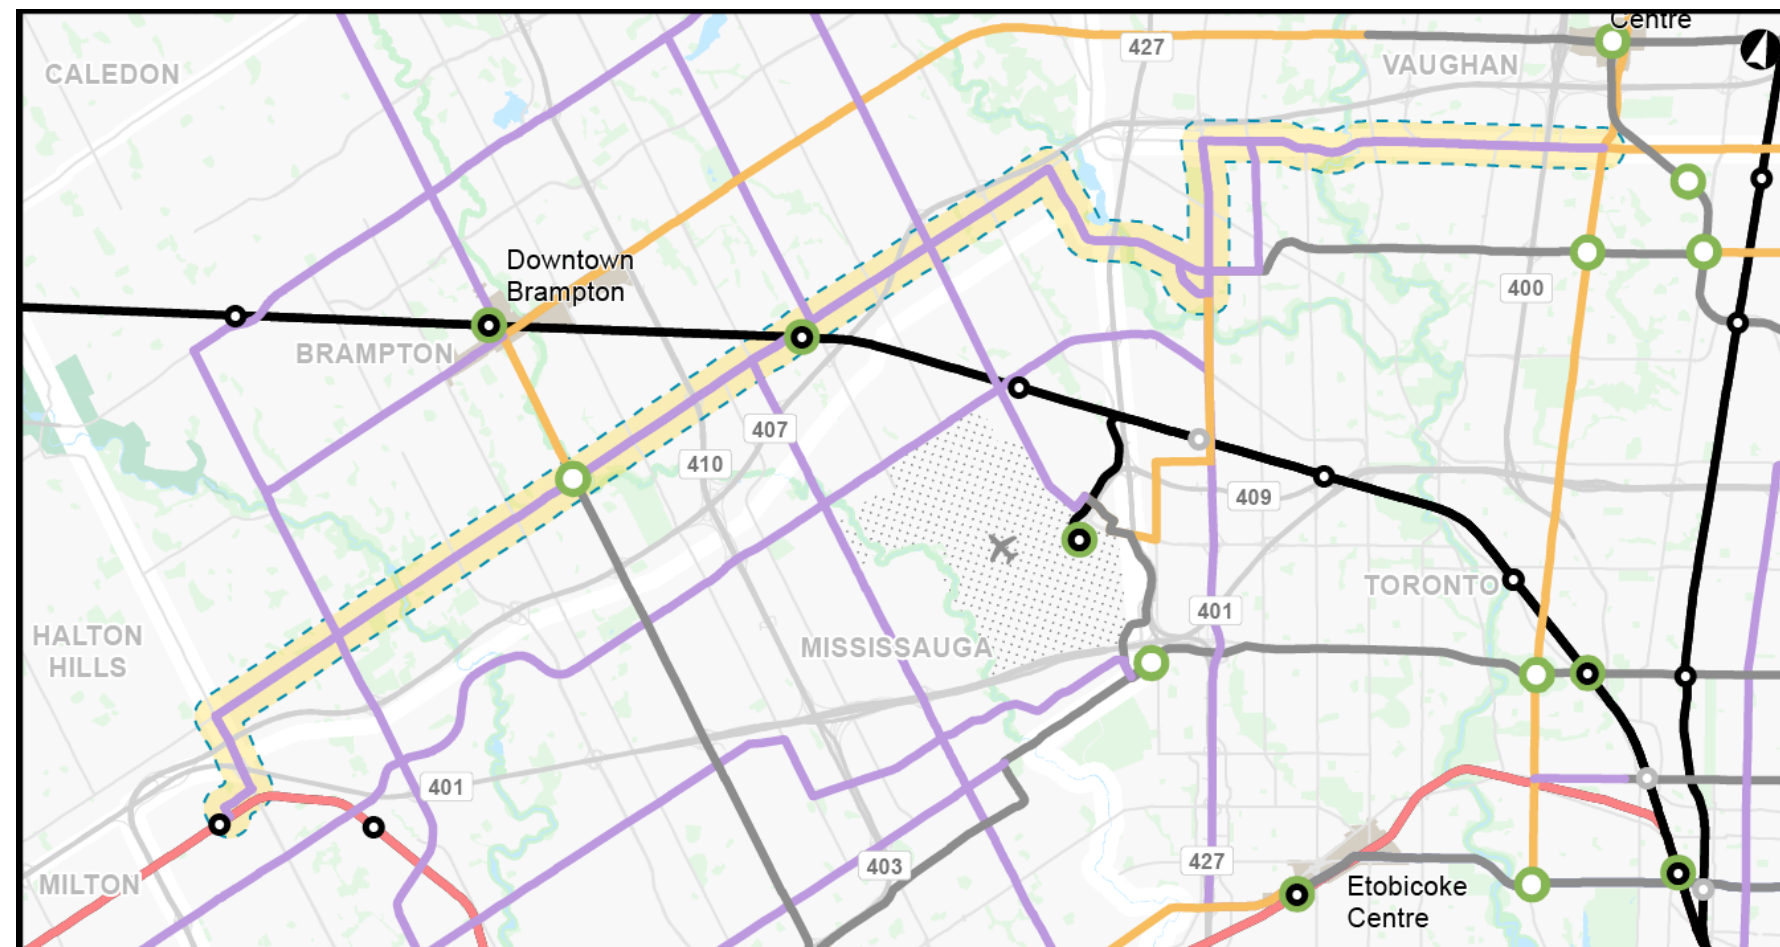 Centre
427
VAUGHAN
CALEDON
Downtown
Brampton
400
BRAMPTON
407
410
409
TORONTO
401
HALTON
HILLS
MISSISSAUGA
401
403
427
MILTON
Etobicoke
Centre